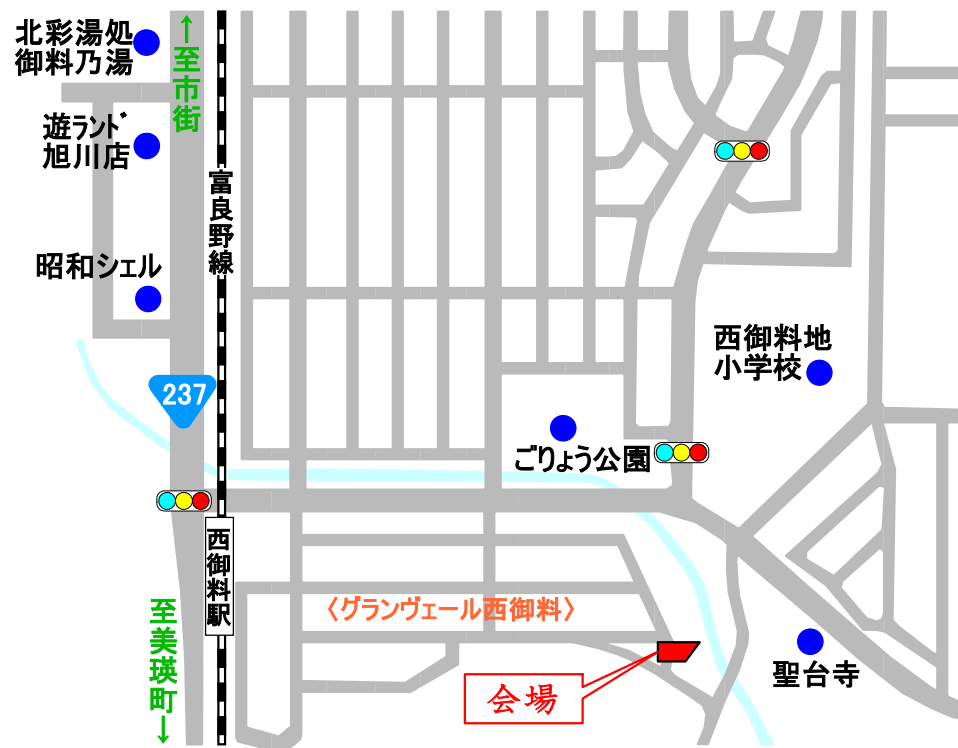 北彩湯処
御料乃湯
↑至市街
遊ランド
旭川店
富良野線
昭和シェル
西御料地
小学校
237
ごりょう公園
西御料駅
〈グランヴェール西御料〉
至美瑛町↓
会場
聖台寺